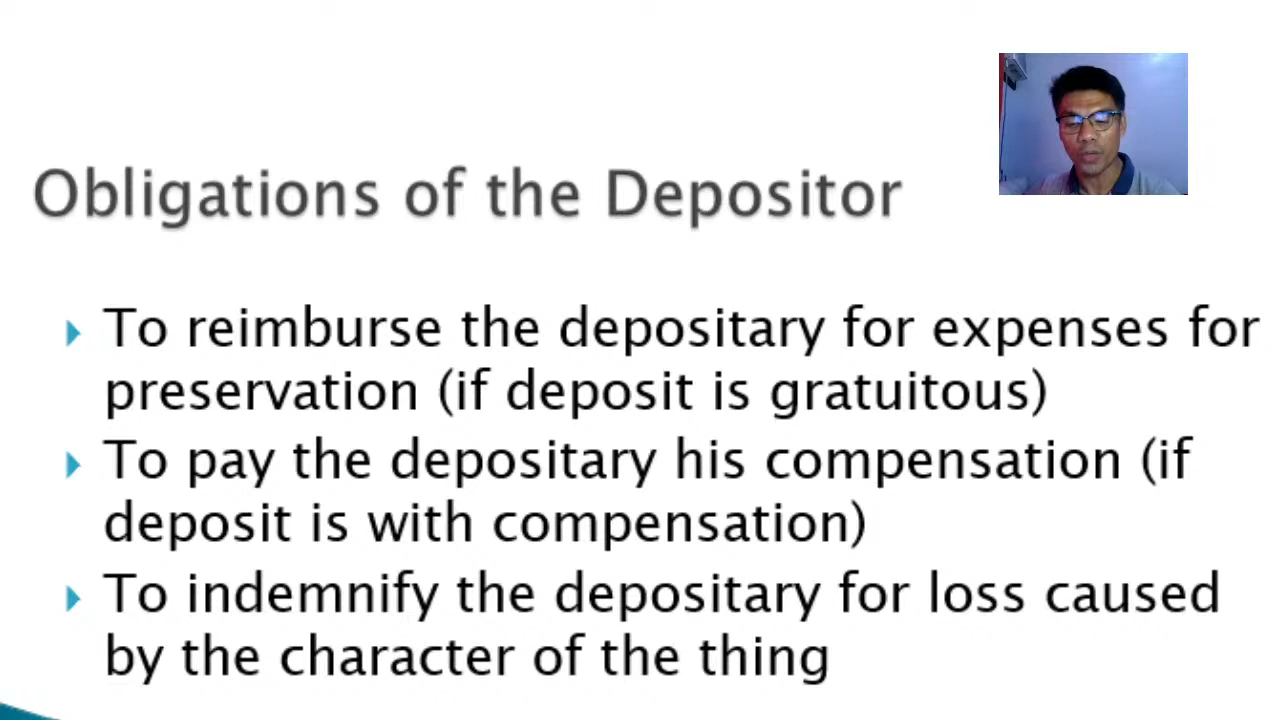 Obligations of the Depositor
To reimburse the depositary for expenses for
preservation (if deposit is gratuitous)
To pay the depositary his compensation (if
deposit is with compensation)
To indemnify the depositary for loss caused
by the character of the thing